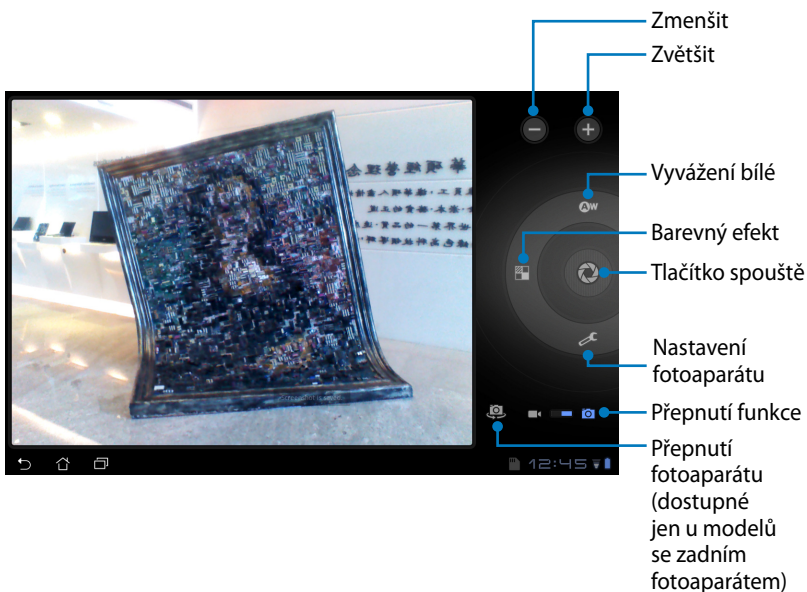 Zmenšit
Zvětšit
Vyvážení bílé
AW
Barevný efekt
Tlačítko spouště
Nastavení
fotoaparátu
Přepnutí funkce
Přepnutí
fotoaparátu
(dostupné
jen u modelů
se zadním
fotoaparátem)
12:45